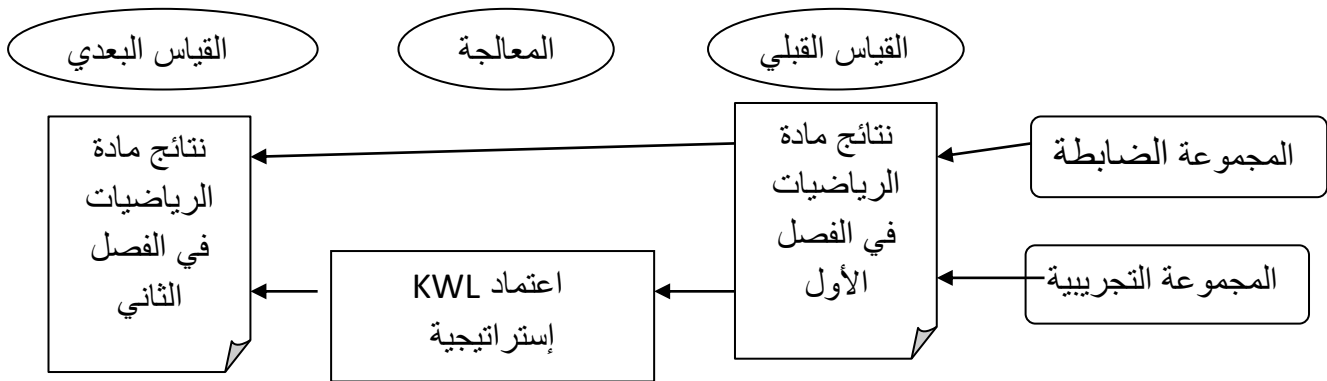 القياس القبلي
المعالجة
القياس البعدي
المجموعة الضابطة
المجموعة التجريبية
نتائج مادة
الرياضيات
في الفصل
الأول
اعتماد KWL
إستراتيجية
نتائج مادة
الرياضيات
في الفصل
الثاني